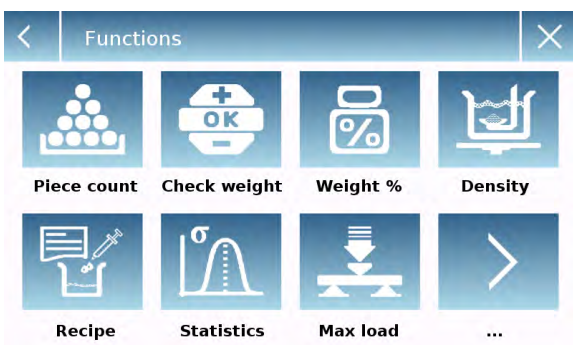 Functions
+
OK
-
%
Piece count Check weight Weight % Density
σ
Recipe Statistics Max load ...